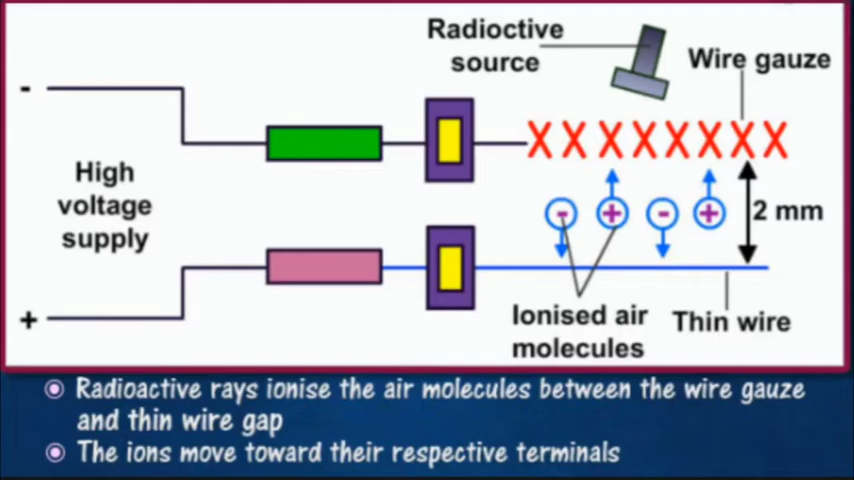 Radioctive
source
Wire gauze
-
High
voltage
supply
- + - +
2 mm
+
Ionised air
molecules
Thin wire
Radioactive rays ionise the air molecules between the wire gauze
and thin wire gap
The ions move toward their respective terminals